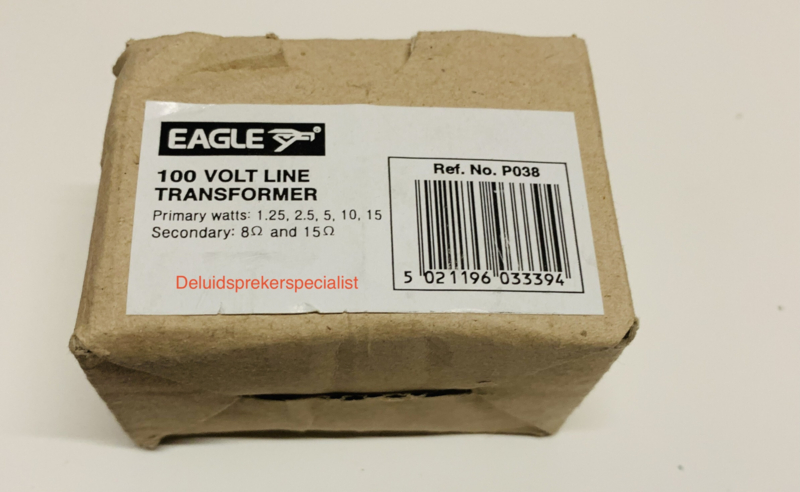 EAGLE
100 VOLT LINE
TRANSFORMER
Primary watts: 1.25, 2.5, 5, 10, 15
Secondary: 8Ω and 15Ω
Deluidsprekerspecialist
Ref. No. P038
5 021196 033394